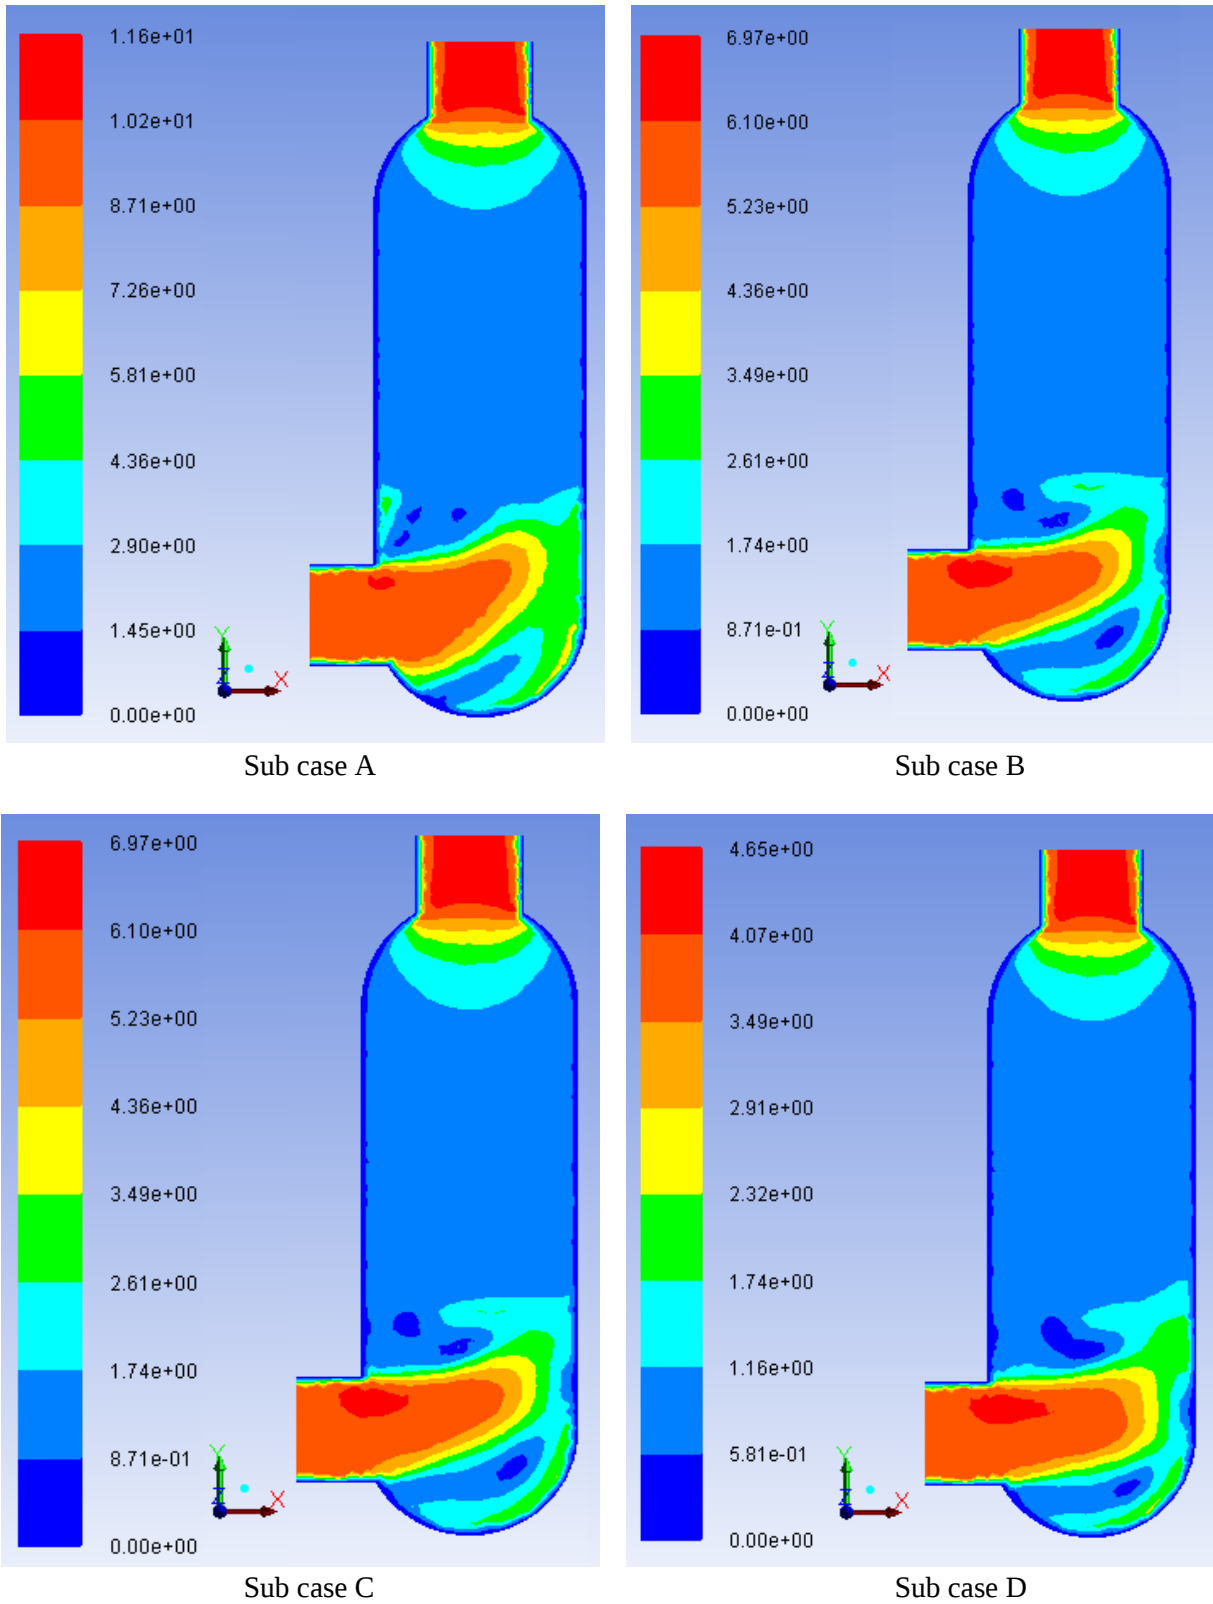 1.16e+01
1.02e+01
8.71e+00
7.26e+00
5.81e+00
4.36e+00
2.90e+00
1.45e+00
0.00e+00
Y
Z
X
Sub case A
6.97e+00
6.10e+00
5.23e+00
4.36e+00
3.49e+00
2.61e+00
1.74e+00
8.71e-01
0.00e+00
Y
Z
X
Sub case B
6.97e+00
6.10e+00
5.23e+00
4.36e+00
3.49e+00
2.61e+00
1.74e+00
8.71e-01
0.00e+00
Y
Z
X
Sub case C
4.65e+00
4.07e+00
3.49e+00
2.91e+00
2.32e+00
1.74e+00
1.16e+00
5.81e-01
0.00e+00
Y
Z
X
Sub case D